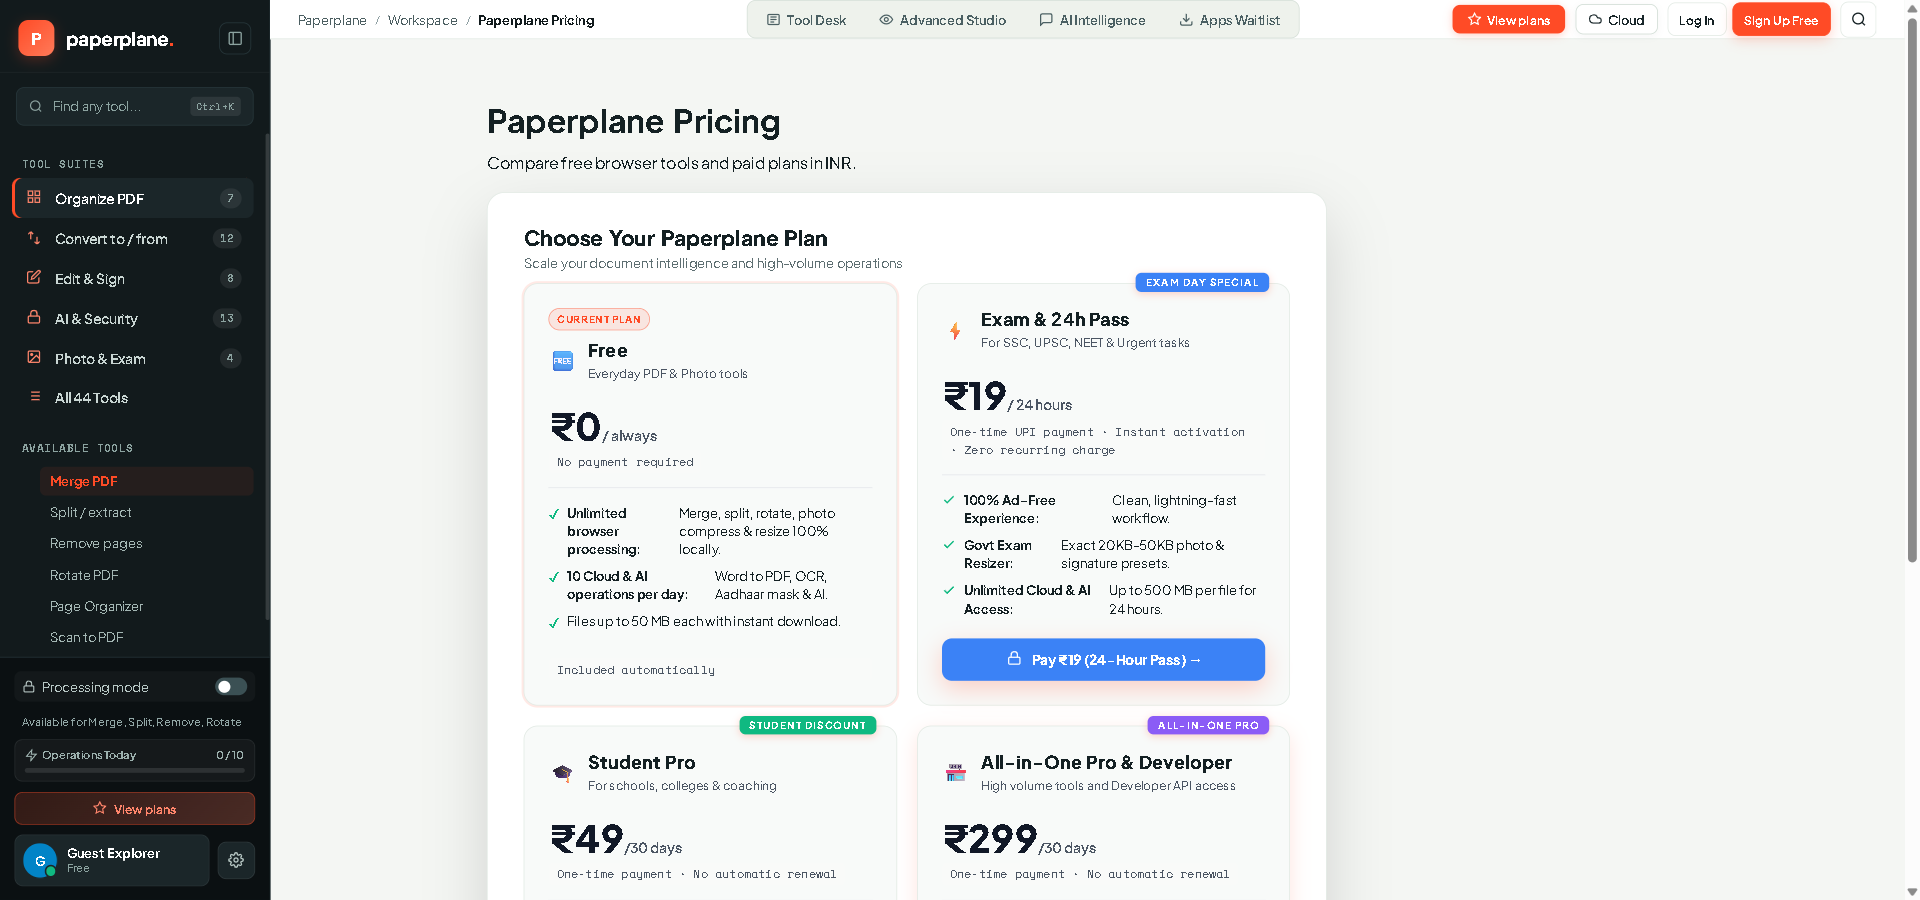 P paperplane.
Find any tool... Ctrl+K
TOOL SUITES
Organize PDF 7
Convert to / from 12
Edit & Sign 8
AI & Security 13
Photo & Exam 4
All 44 Tools
AVAILABLE TOOLS
Merge PDF
Split / extract
Remove pages
Rotate PDF
Page Organizer
Scan to PDF
Processing mode
Available for Merge, Split, Remove, Rotate
Operations Today 0/10
View plans
G Guest Explorer
Free
Paperplane / Workspace / Paperplane Pricing
Tool Desk Advanced Studio AI Intelligence Apps Waitlist
View plans Cloud Log In Sign Up Free
Paperplane Pricing
Compare free browser tools and paid plans in INR.
Choose Your Paperplane Plan
Scale your document intelligence and high-volume operations
CURRENT PLAN
FREE Free
Everyday PDF & Photo tools
₹0 / always
No payment required
Unlimited browser processing: Merge, split, rotate, photo compress & resize 100% locally.
10 Cloud & AI operations per day: Word to PDF, OCR, Aadhaar mask & AI.
Files up to 50 MB each with instant download.
Included automatically
EXAM DAY SPECIAL
Exam & 24h Pass
For SSC, UPSC, NEET & Urgent tasks
₹19 / 24 hours
One-time UPI payment · Instant activation
· Zero recurring charge
100% Ad-Free Experience: Clean, lightning-fast workflow.
Govt Exam Resizer: Exact 20KB-50KB photo & signature presets.
Unlimited Cloud & AI Access: Up to 500 MB per file for 24 hours.
Pay ₹19 (24-Hour Pass) →
STUDENT DISCOUNT
Student Pro
For schools, colleges & coaching
₹49 /30 days
One-time payment · No automatic renewal
ALL-IN-ONE PRO
All-in-One Pro & Developer
High volume tools and Developer API access
₹299 /30 days
One-time payment · No automatic renewal